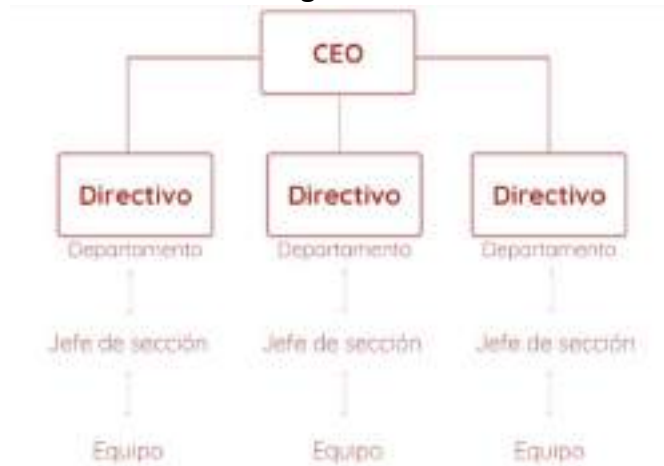 CEO
Directivo Directivo Directivo
Departamento Departamento Departamento
Jefe de sección Jefe de sección Jefe de sección
Equipo Equipo Equipo